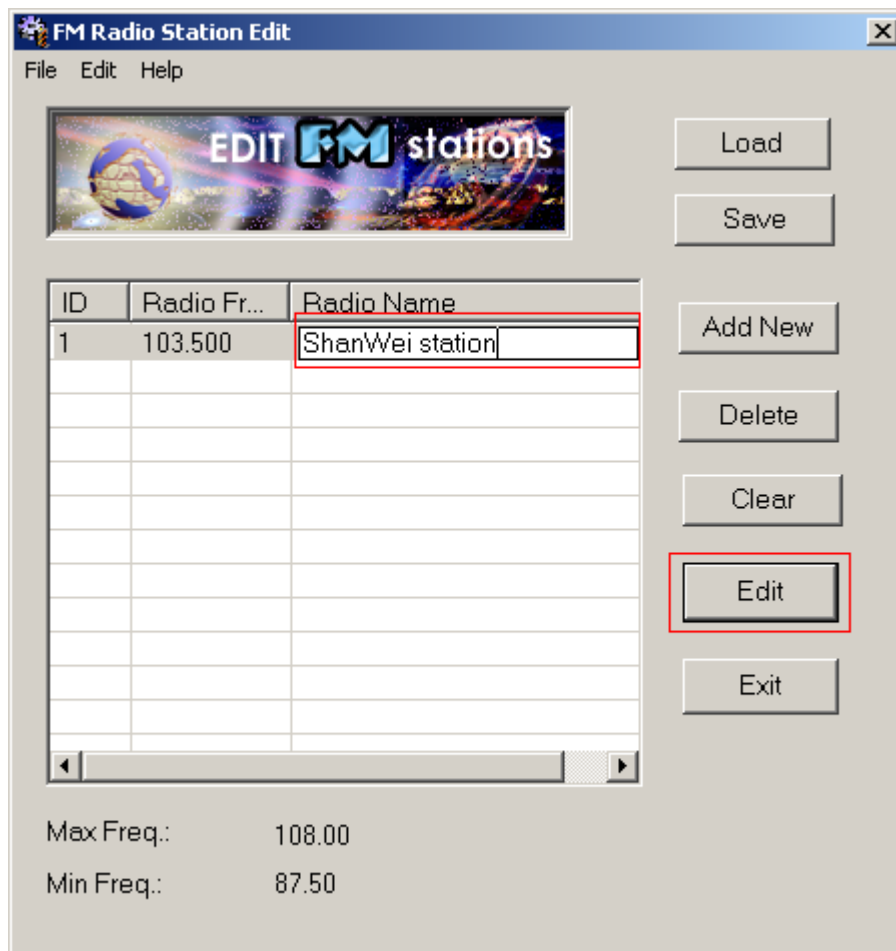 FM Radio Station Edit
File Edit Help
EDIT FM stations
Load
Save
ID Radio Fr... Radio Name
1 103.500 ShanWei station
Add New
Delete
Clear
Edit
Exit
Max Freq.: 108.00
Min Freq.: 87.50